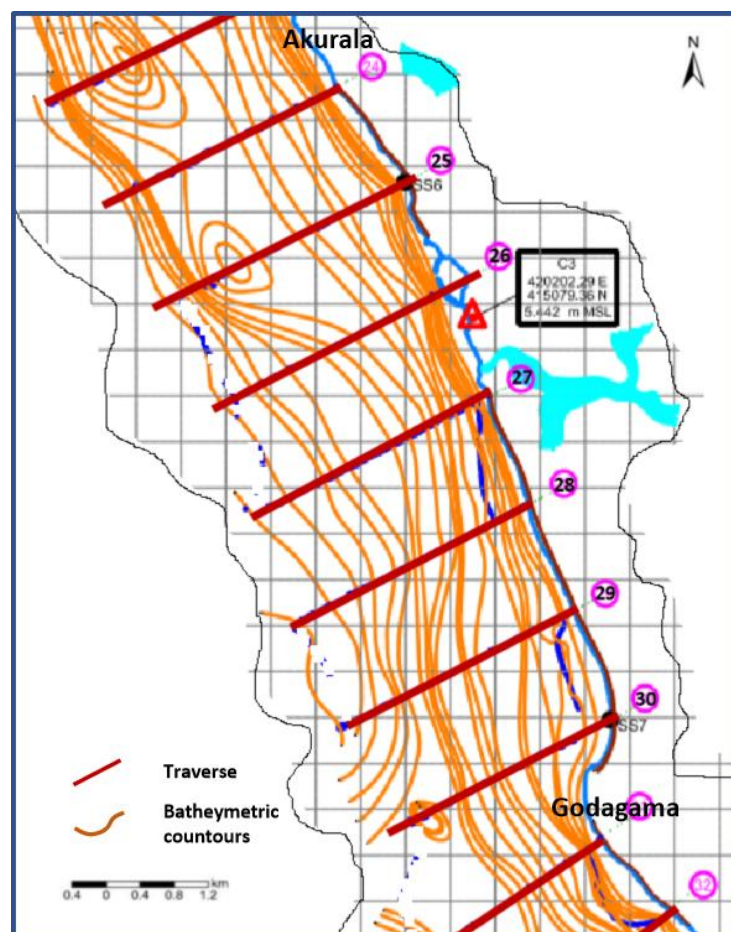 Akurala
N
24
25
SS6
26
C3
420202.29 E
415079.36 N
5.442 m MSL
27
28
29
30
SS7
Traverse
Batheymetric
countours
Godagama
32
0.4 0 0.4 0.8 1.2 km